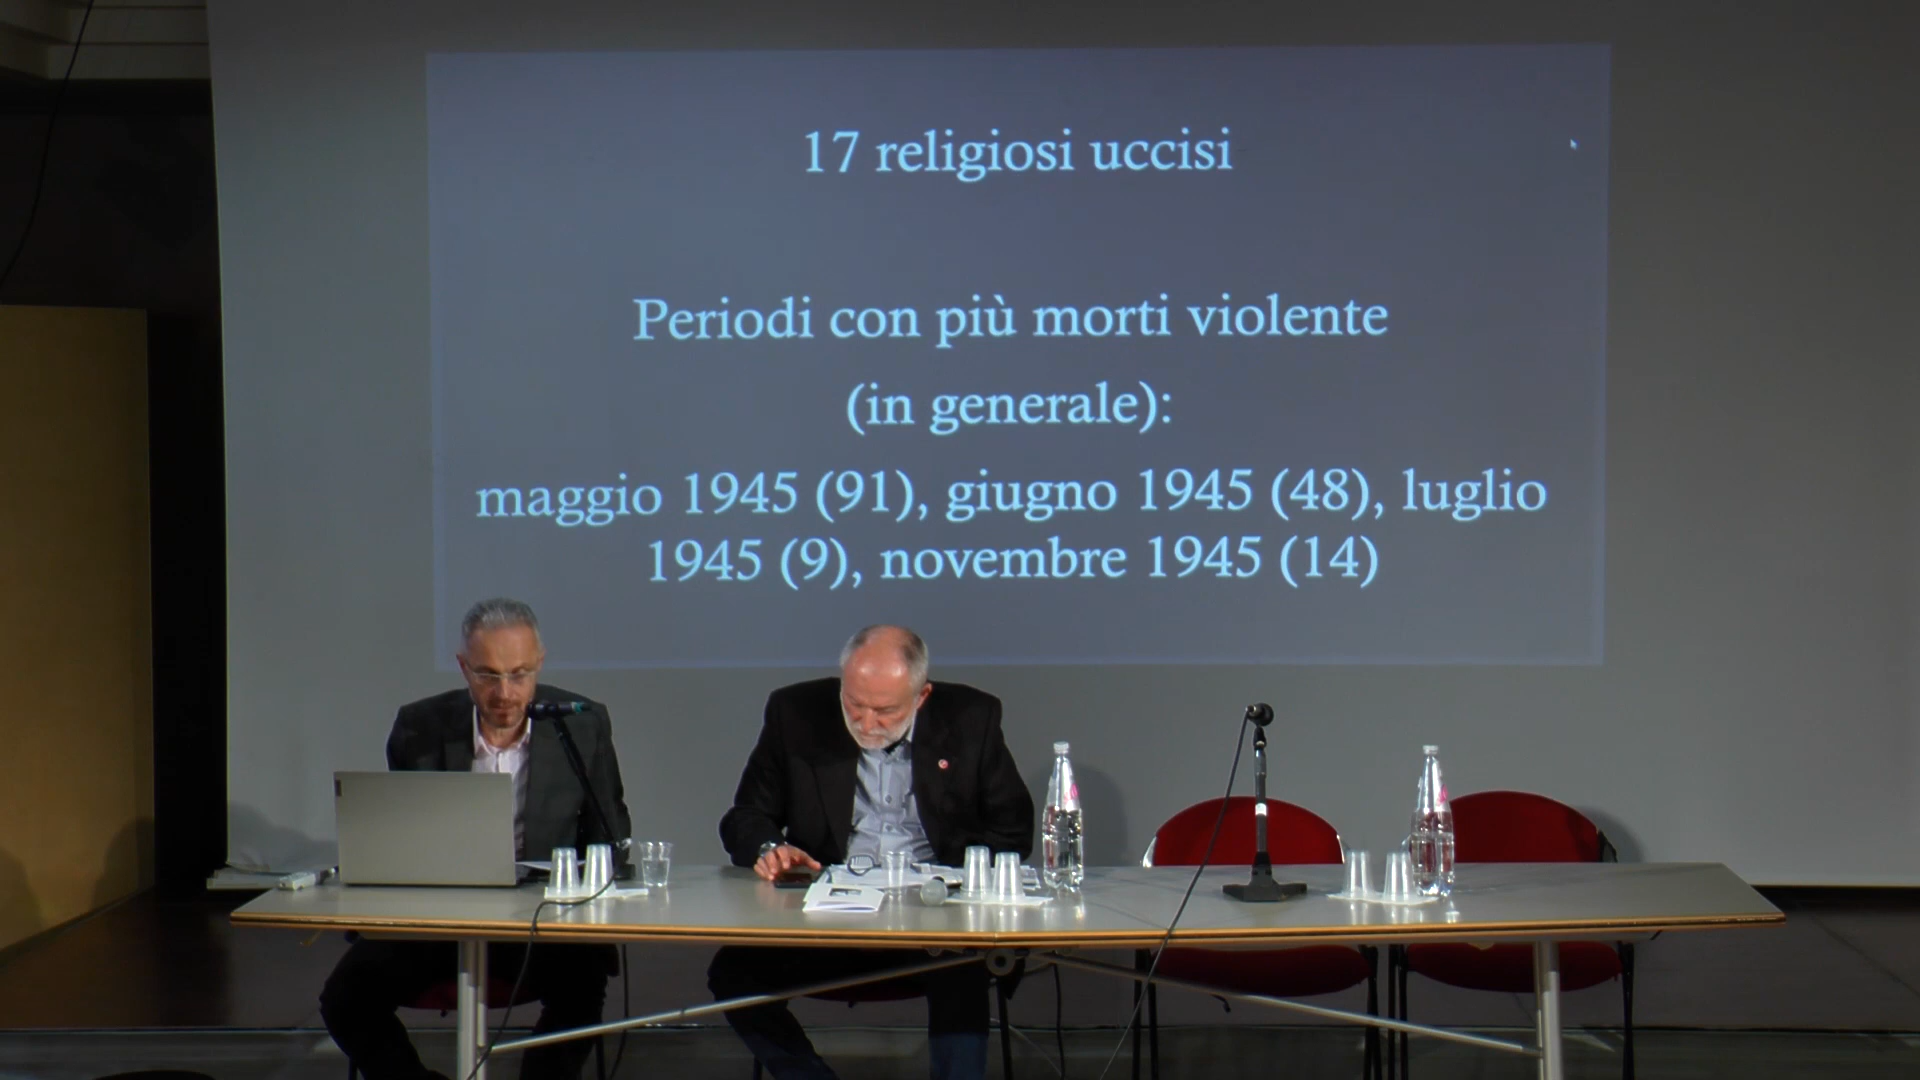 17 religiosi uccisi
Periodi con più morti violente
(in generale):
maggio 1945 (91), giugno 1945 (48), luglio
1945 (9), novembre 1945 (14)